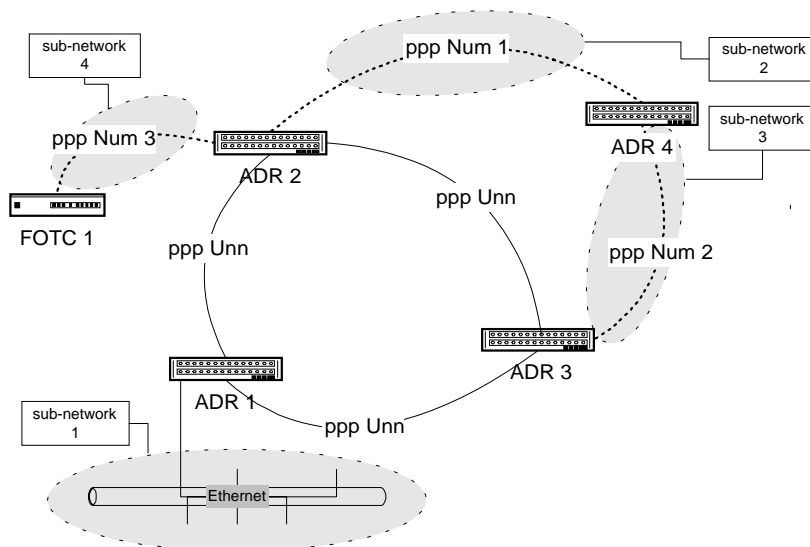 sub-network
4
ppp Num 1
sub-network
2
ppp Num 3
ADR 2
ADR 4
sub-network
3
FOTC 1
ppp Unn
ppp Unn
ppp Num 2
ADR 1
ADR 3
sub-network
1
ppp Unn
Ethernet